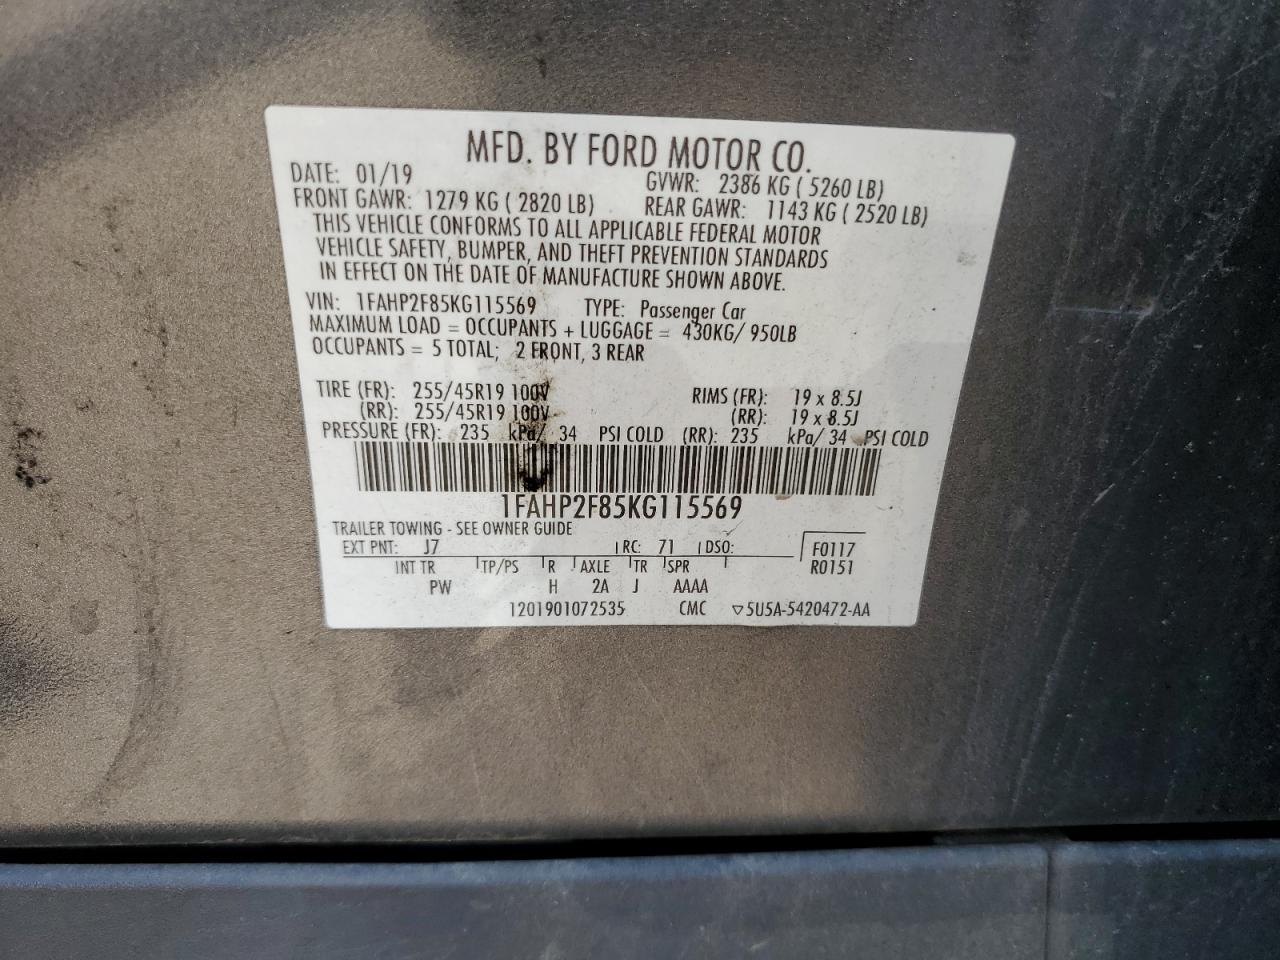 MFD. BY FORD MOTOR CO.
DATE: 01/19 GVWR: 2386 KG ( 5260 LB)
FRONT GAWR: 1279 KG ( 2820 LB) REAR GAWR: 1143 KG ( 2520 LB)
THIS VEHICLE CONFORMS TO ALL APPLICABLE FEDERAL MOTOR
VEHICLE SAFETY, BUMPER, AND THEFT PREVENTION STANDARDS
IN EFFECT ON THE DATE OF MANUFACTURE SHOWN ABOVE.
VIN: 1FAHP2F85KG115569 TYPE: Passenger Car
MAXIMUM LOAD = OCCUPANTS + LUGGAGE = 430KG/ 950LB
OCCUPANTS = 5 TOTAL; 2 FRONT, 3 REAR
TIRE (FR): 255/45R19 100V RIMS (FR): 19 x 8.5J
(RR): 255/45R19 100V (RR): 19 x 8.5J
PRESSURE (FR): 235 kPa/ 34 PSI COLD (RR): 235 kPa/ 34 PSI COLD
1FAHP2F85KG115569
TRAILER TOWING - SEE OWNER GUIDE
EXT PNT: J7 RC: 71 DSO: F0117
INT TR TP/PS R AXLE TR SPR R0151
PW H 2A J AAAA
1201901072535 CMC ▽5U5A-5420472-AA